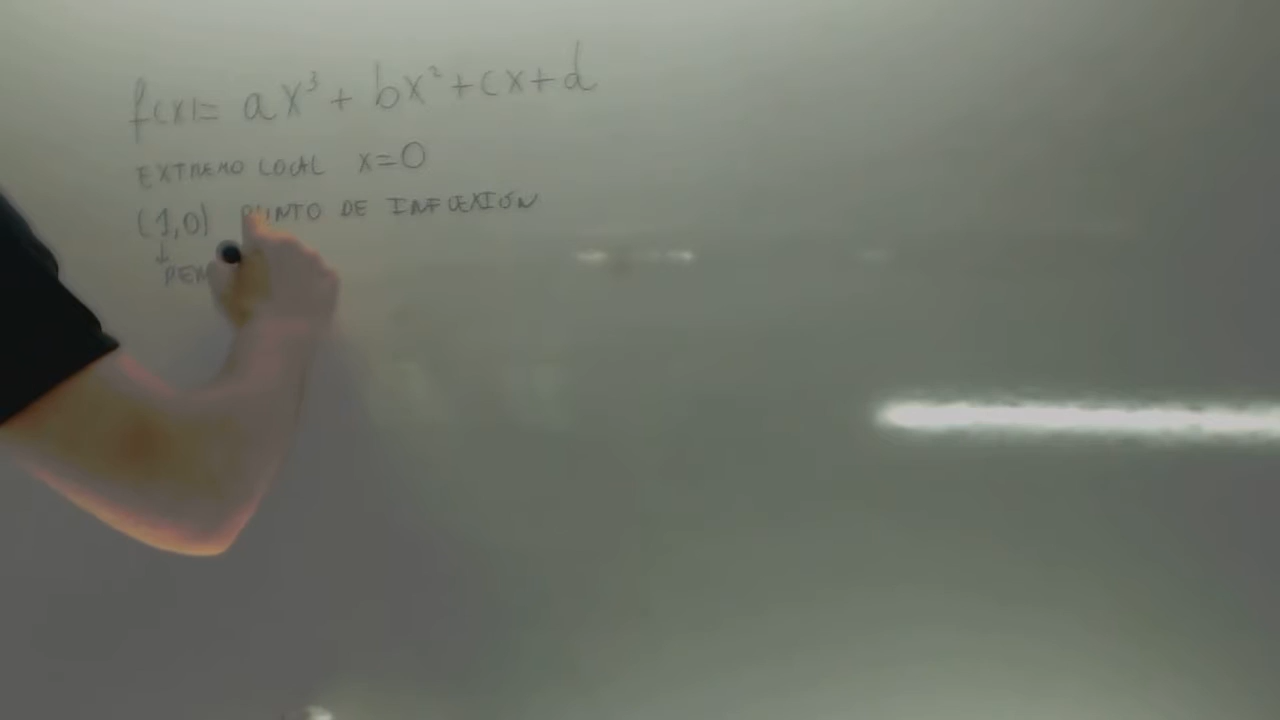 f(x)= ax³ + bx² + cx + d
EXTREMO LOCAL x=0
(1,0) PUNTO DE INFLEXIÓN
↓